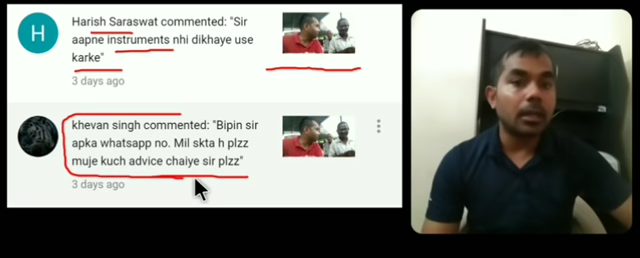 H
Harish Saraswat commented: "Sir
aapne instruments nhi dikhaye use
karke"
3 days ago
khevan singh commented: "Bipin sir
apka whatsapp no. Mil skta h plzz
muje kuch advice chaiye sir plzz"
3 days ago